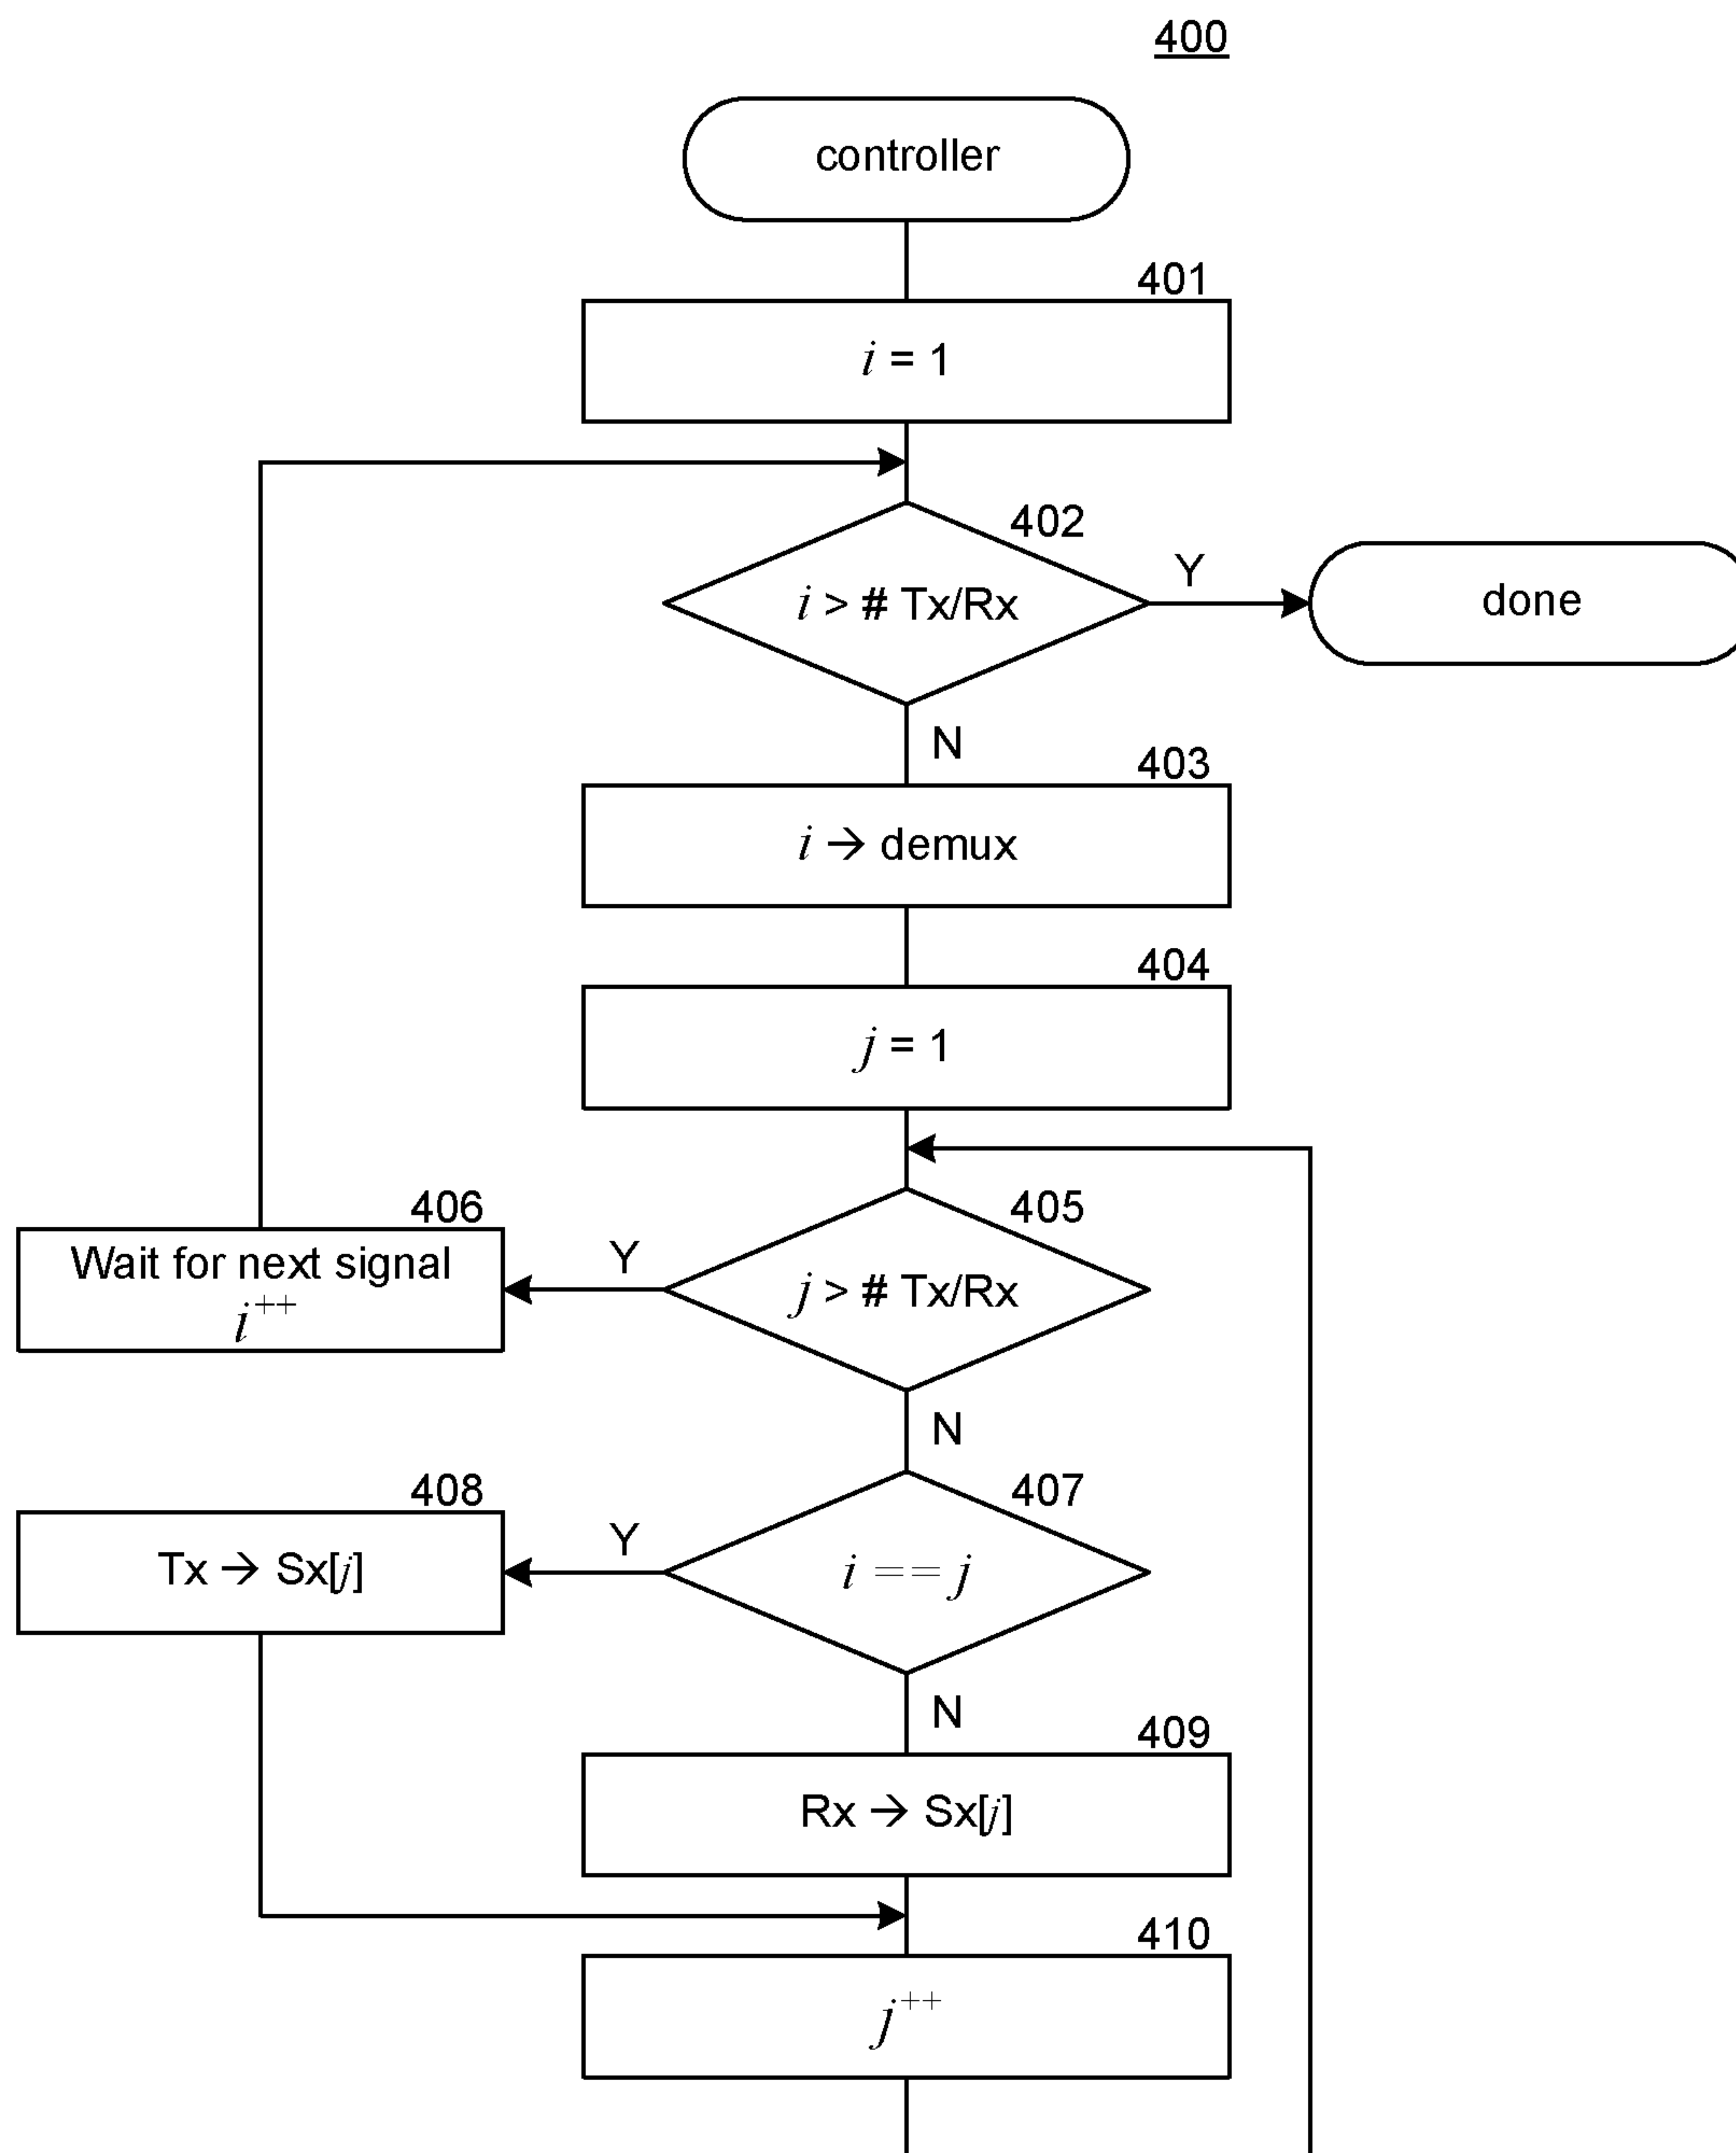 400
controller
401
i = 1
402
i > # Tx/Rx
Y
done
N
403
i → demux
404
j = 1
406
Wait for next signal
i++
Y
405
j > # Tx/Rx
N
408
Tx → Sx[j]
Y
407
i == j
N
409
Rx → Sx[j]
410
j++